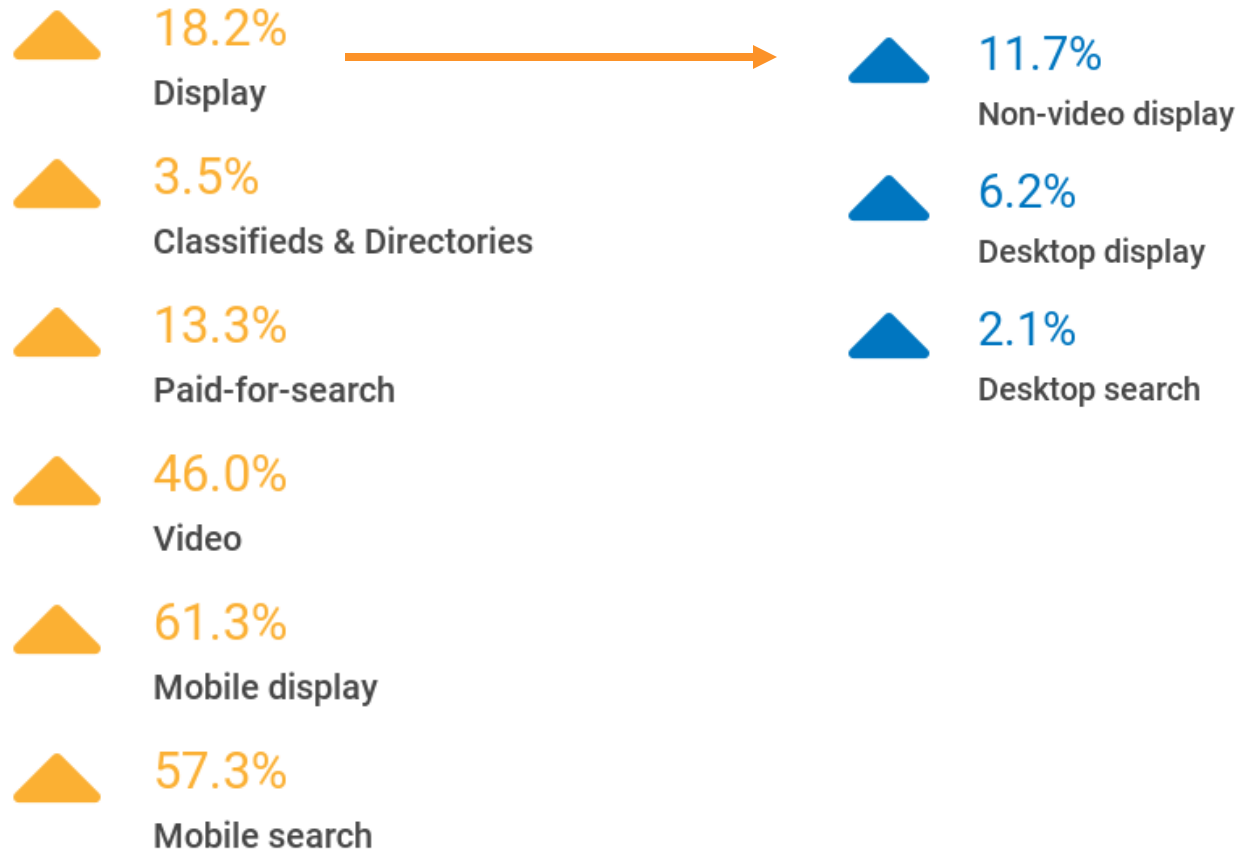 18.2%
Display
3.5%
Classifieds & Directories
13.3%
Paid-for-search
46.0%
Video
61.3%
Mobile display
57.3%
Mobile search
11.7%
Non-video display
6.2%
Desktop display
2.1%
Desktop search